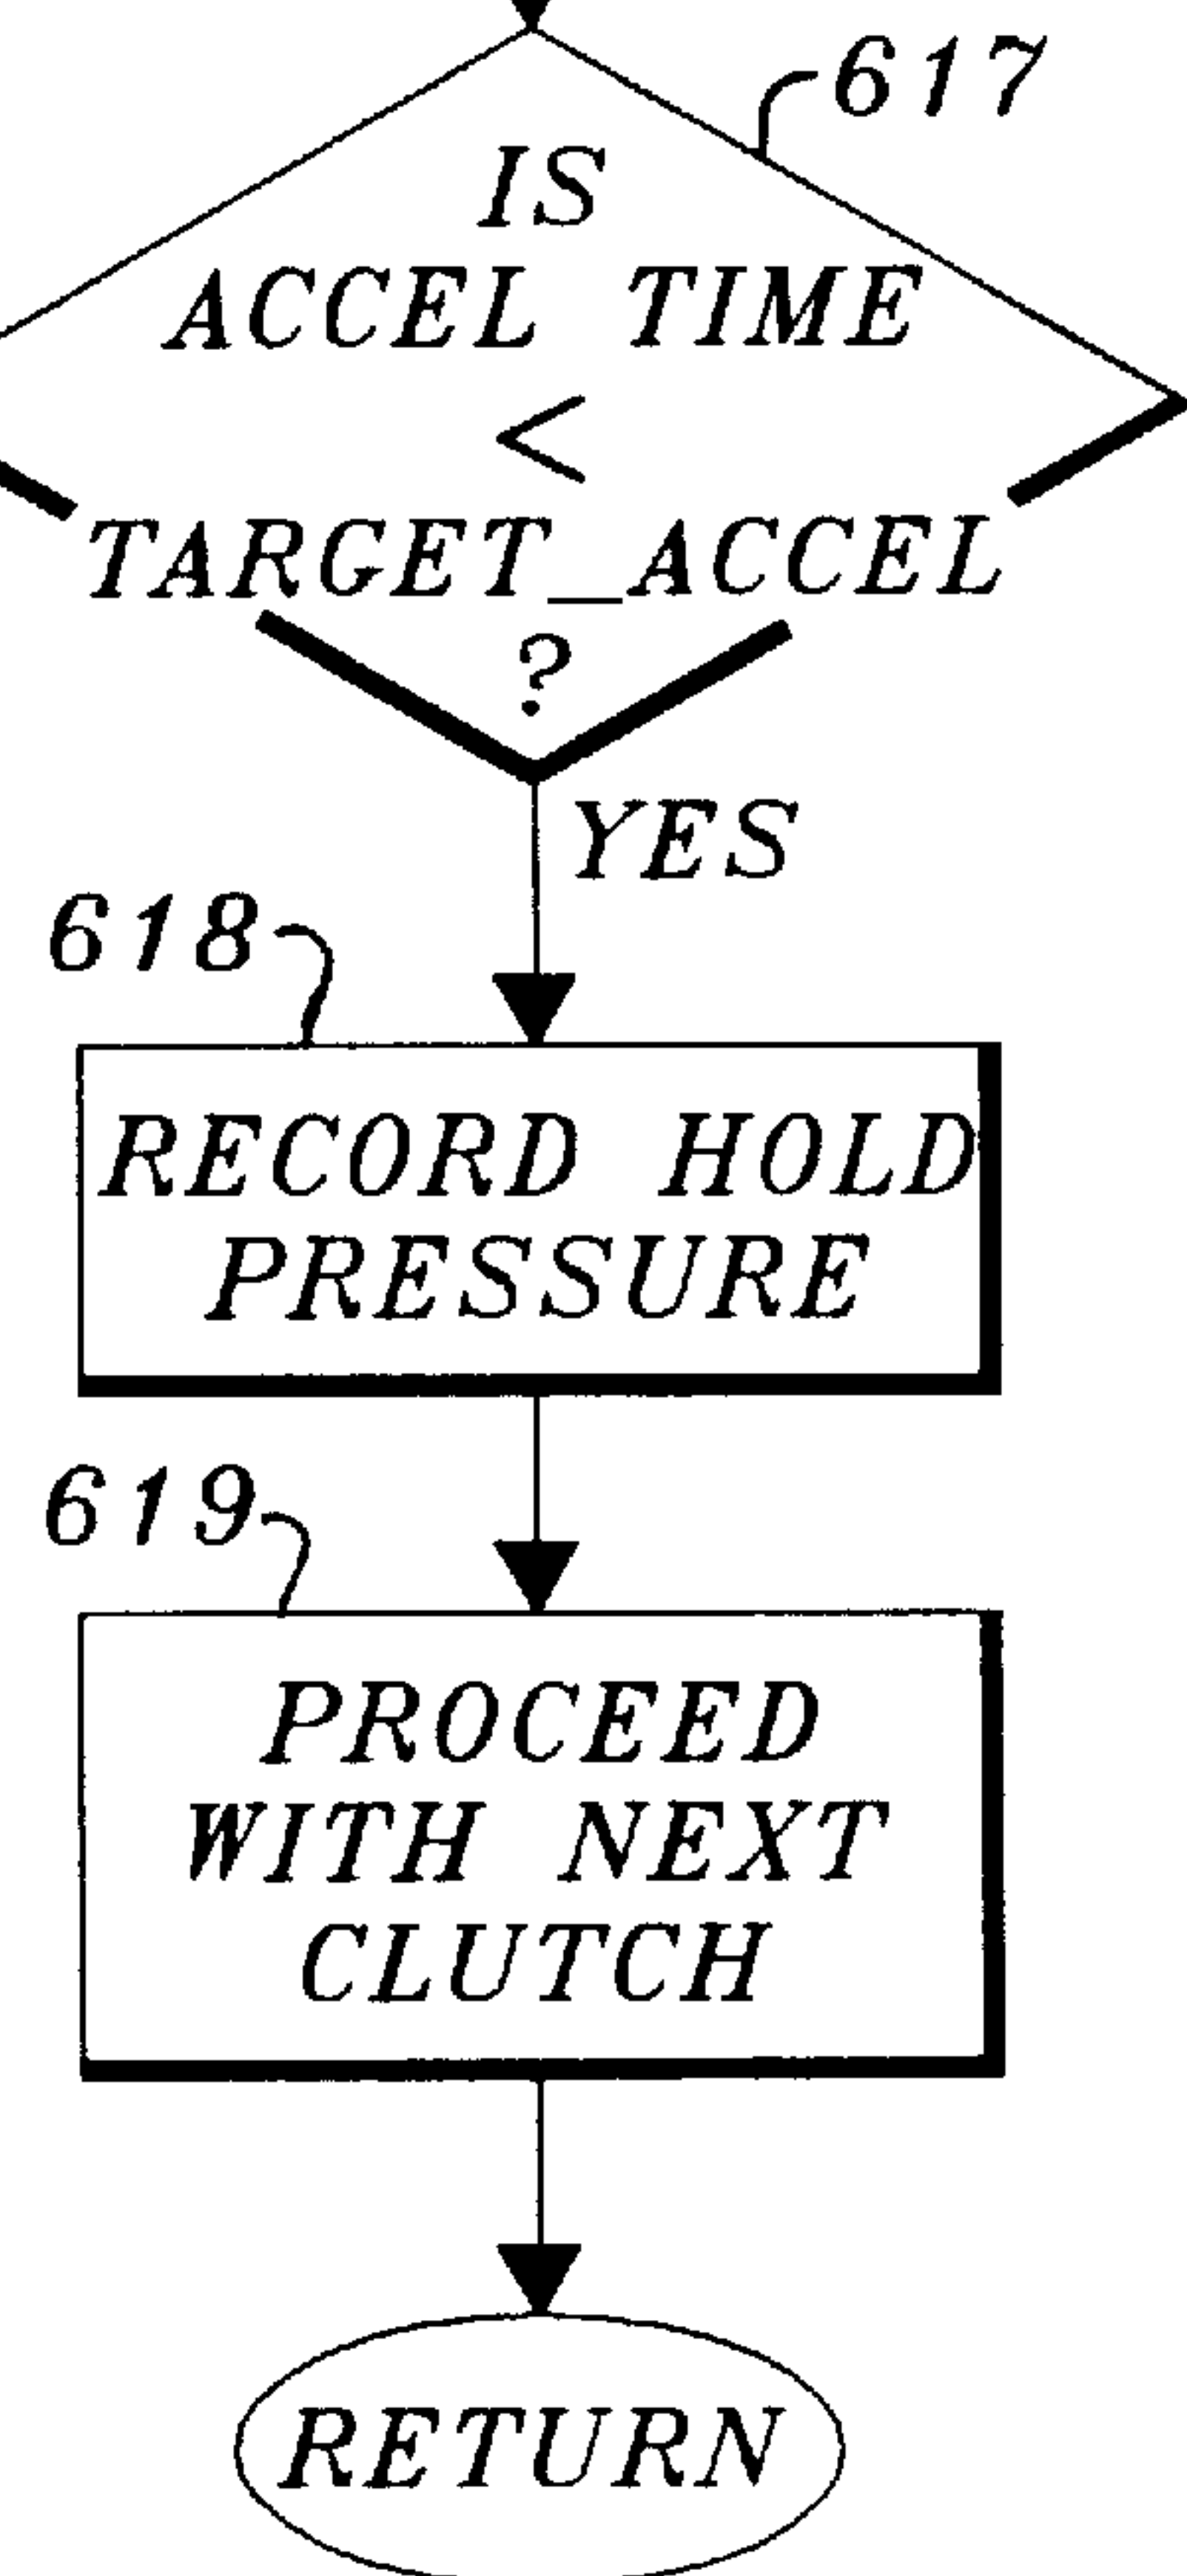 617
IS
ACCEL TIME
<
TARGET_ACCEL
?
YES
618
RECORD HOLD
PRESSURE
619
PROCEED
WITH NEXT
CLUTCH
RETURN